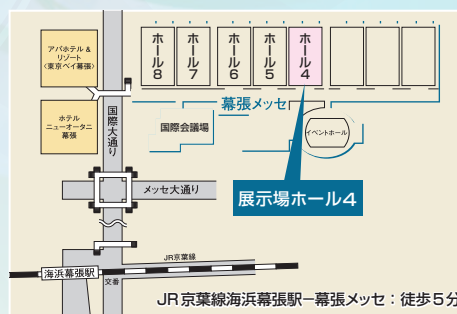 アパホテル &
リゾート
〈東京ベイ幕張〉
ホテル
ニューオータニ
幕張
国際大通り
ホール8
ホール7
ホール6
ホール5
ホール4
幕張メッセ
国際会議場
イベントホール
メッセ大通り
展示場ホール4
JR京葉線
海浜幕張駅
交番
JR京葉線海浜幕張駅−幕張メッセ：徒歩5分